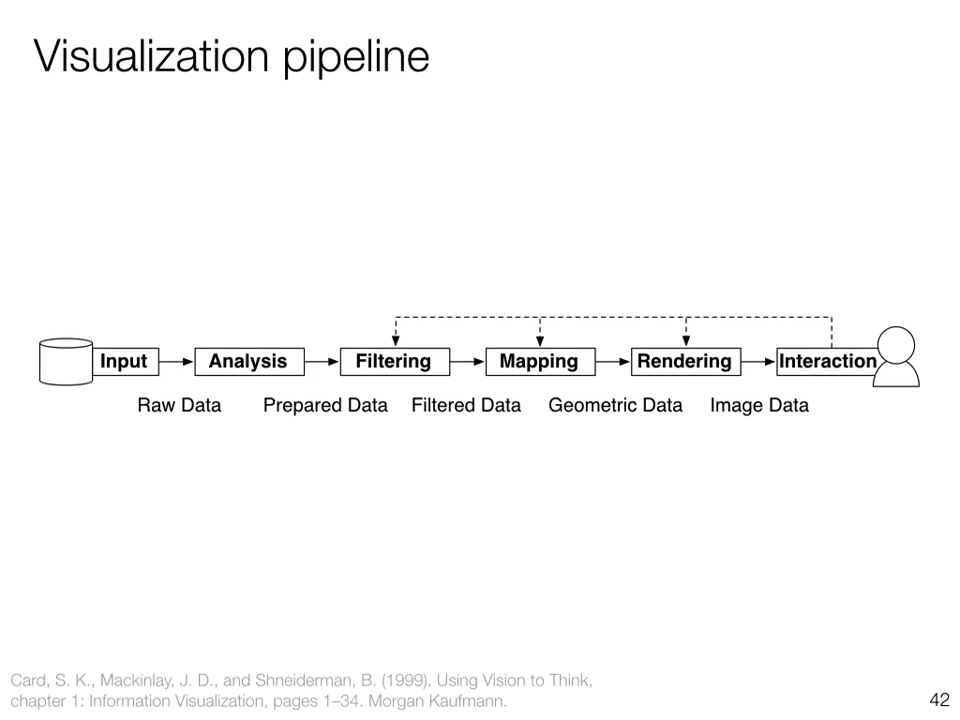 Visualization pipeline
Input Analysis Filtering Mapping Rendering Interaction
Raw Data Prepared Data Filtered Data Geometric Data Image Data
Card, S. K., Mackinlay, J. D., and Shneiderman, B. (1999). Using Vision to Think,
chapter 1: Information Visualization, pages 1–34. Morgan Kaufmann.
42